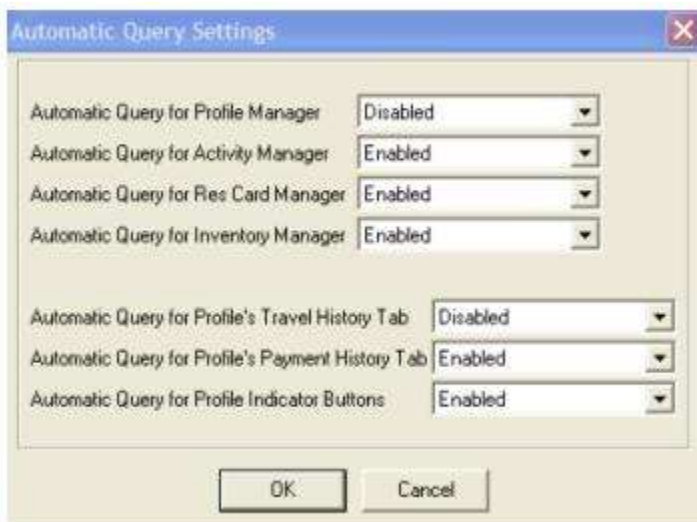 Automatic Query Settings
Automatic Query for Profile Manager Disabled
Automatic Query for Activity Manager Enabled
Automatic Query for Res Card Manager Enabled
Automatic Query for Inventory Manager Enabled
Automatic Query for Profile's Travel History Tab Disabled
Automatic Query for Profile's Payment History Tab Enabled
Automatic Query for Profile Indicator Buttons Enabled
OK Cancel